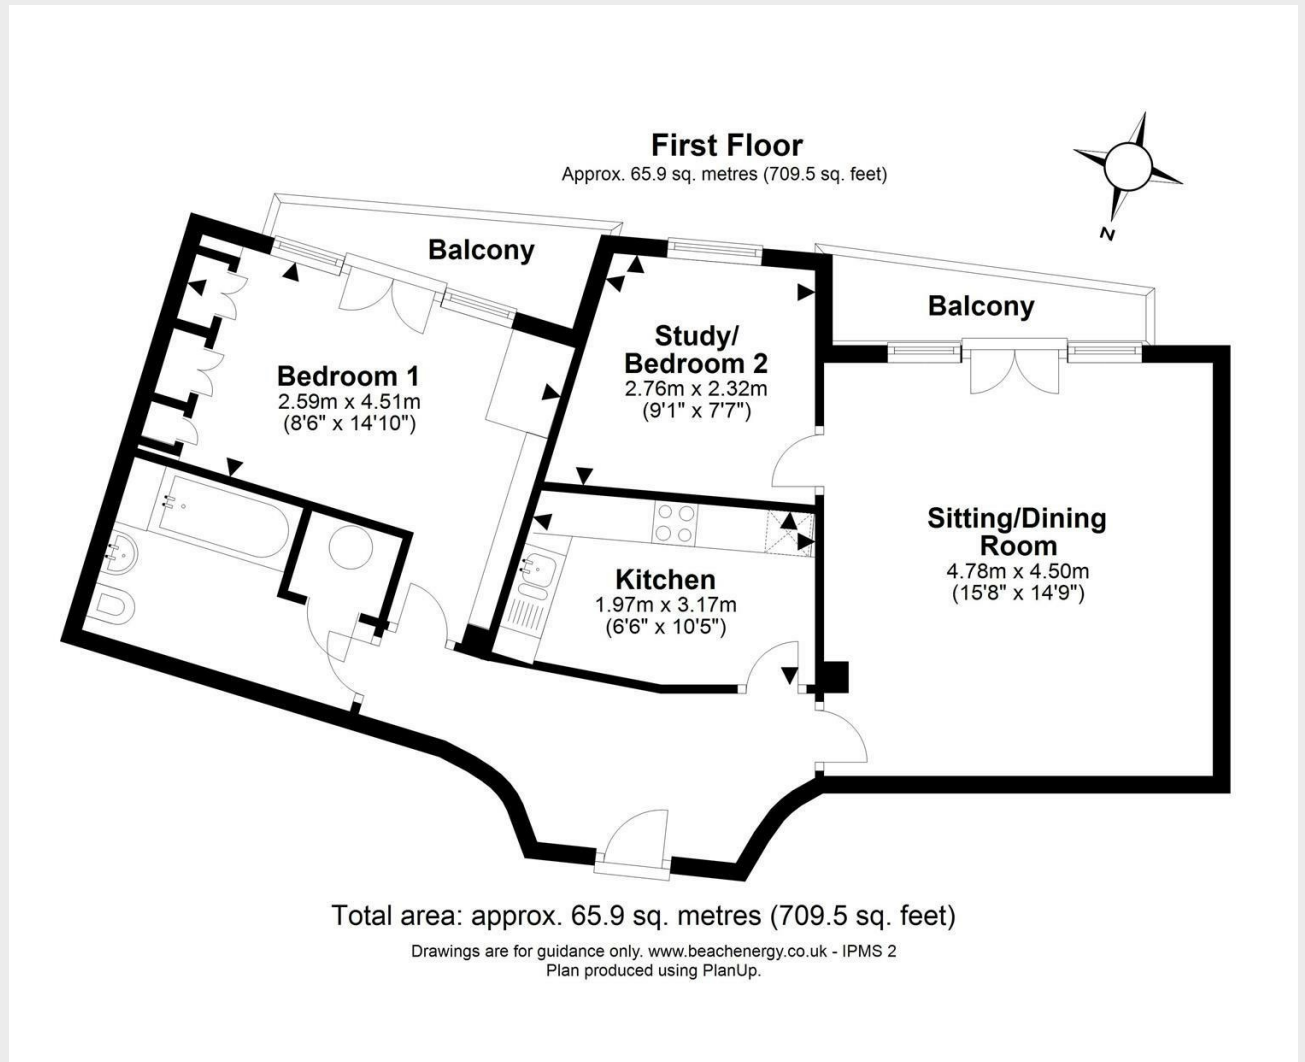 First Floor
Approx. 65.9 sq. metres (709.5 sq. feet)
N
Balcony
Balcony
Bedroom 1
2.59m x 4.51m
(8'6" x 14'10")
Study/
Bedroom 2
2.76m x 2.32m
(9'1" x 7'7")
Sitting/Dining
Room
4.78m x 4.50m
(15'8" x 14'9")
Kitchen
1.97m x 3.17m
(6'6" x 10'5")
Total area: approx. 65.9 sq. metres (709.5 sq. feet)
Drawings are for guidance only. www.beachenergy.co.uk - IPMS 2
Plan produced using PlanUp.